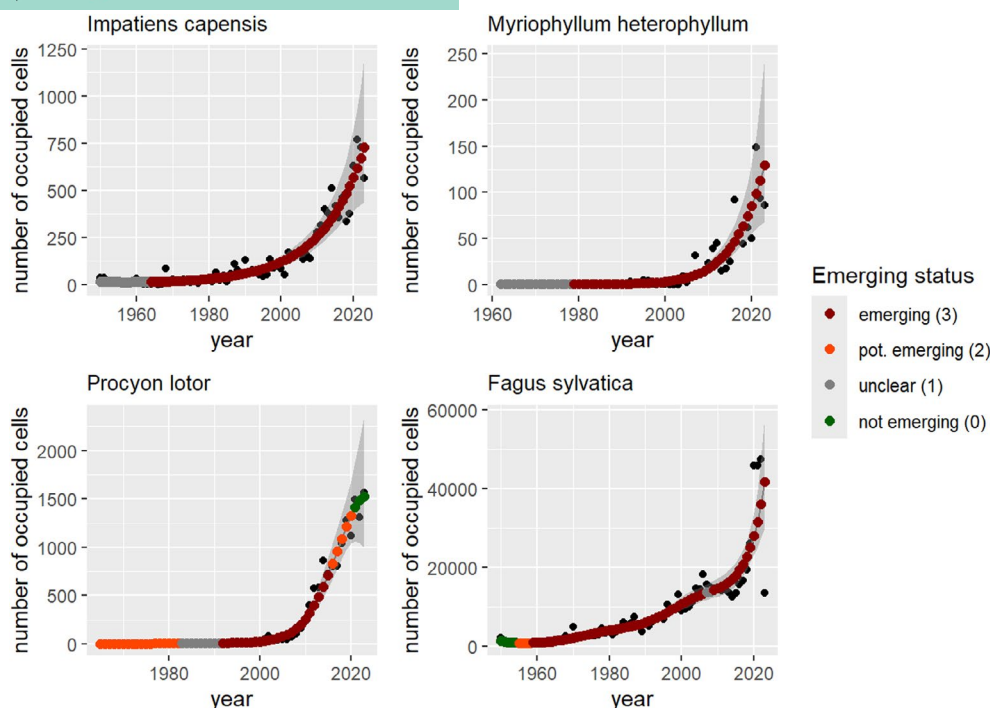 Impatiens capensis
number of occupied cells
1250
1000
750
500
250
0
1960
1980
2000
2020
year
Myriophyllum heterophyllum
number of occupied cells
250
200
150
100
50
0
1960
1980
2000
2020
year
Procyon lotor
number of occupied cells
2000
1500
1000
500
0
1980
2000
2020
year
Fagus sylvatica
number of occupied cells
60000
40000
20000
0
1960
1980
2000
2020
year
Emerging status
emerging (3)
pot. emerging (2)
unclear (1)
not emerging (0)